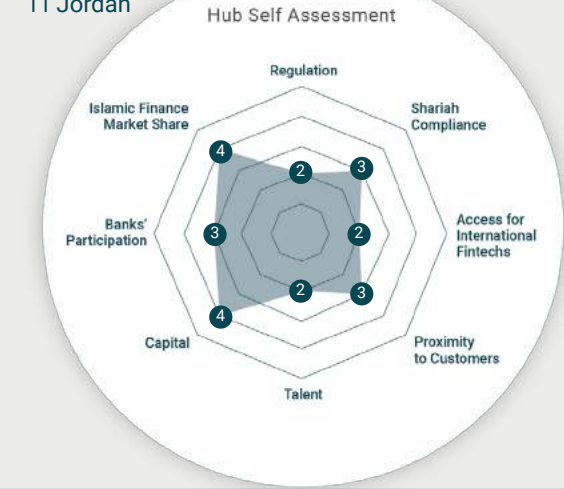 11 Jordan
Hub Self Assessment
Regulation
Islamic Finance
Market Share
Shariah
Compliance
4
2
3
Banks'
Participation
3
2
Access for
International
Fintechs
4
2
3
Capital
Proximity
to Customers
Talent